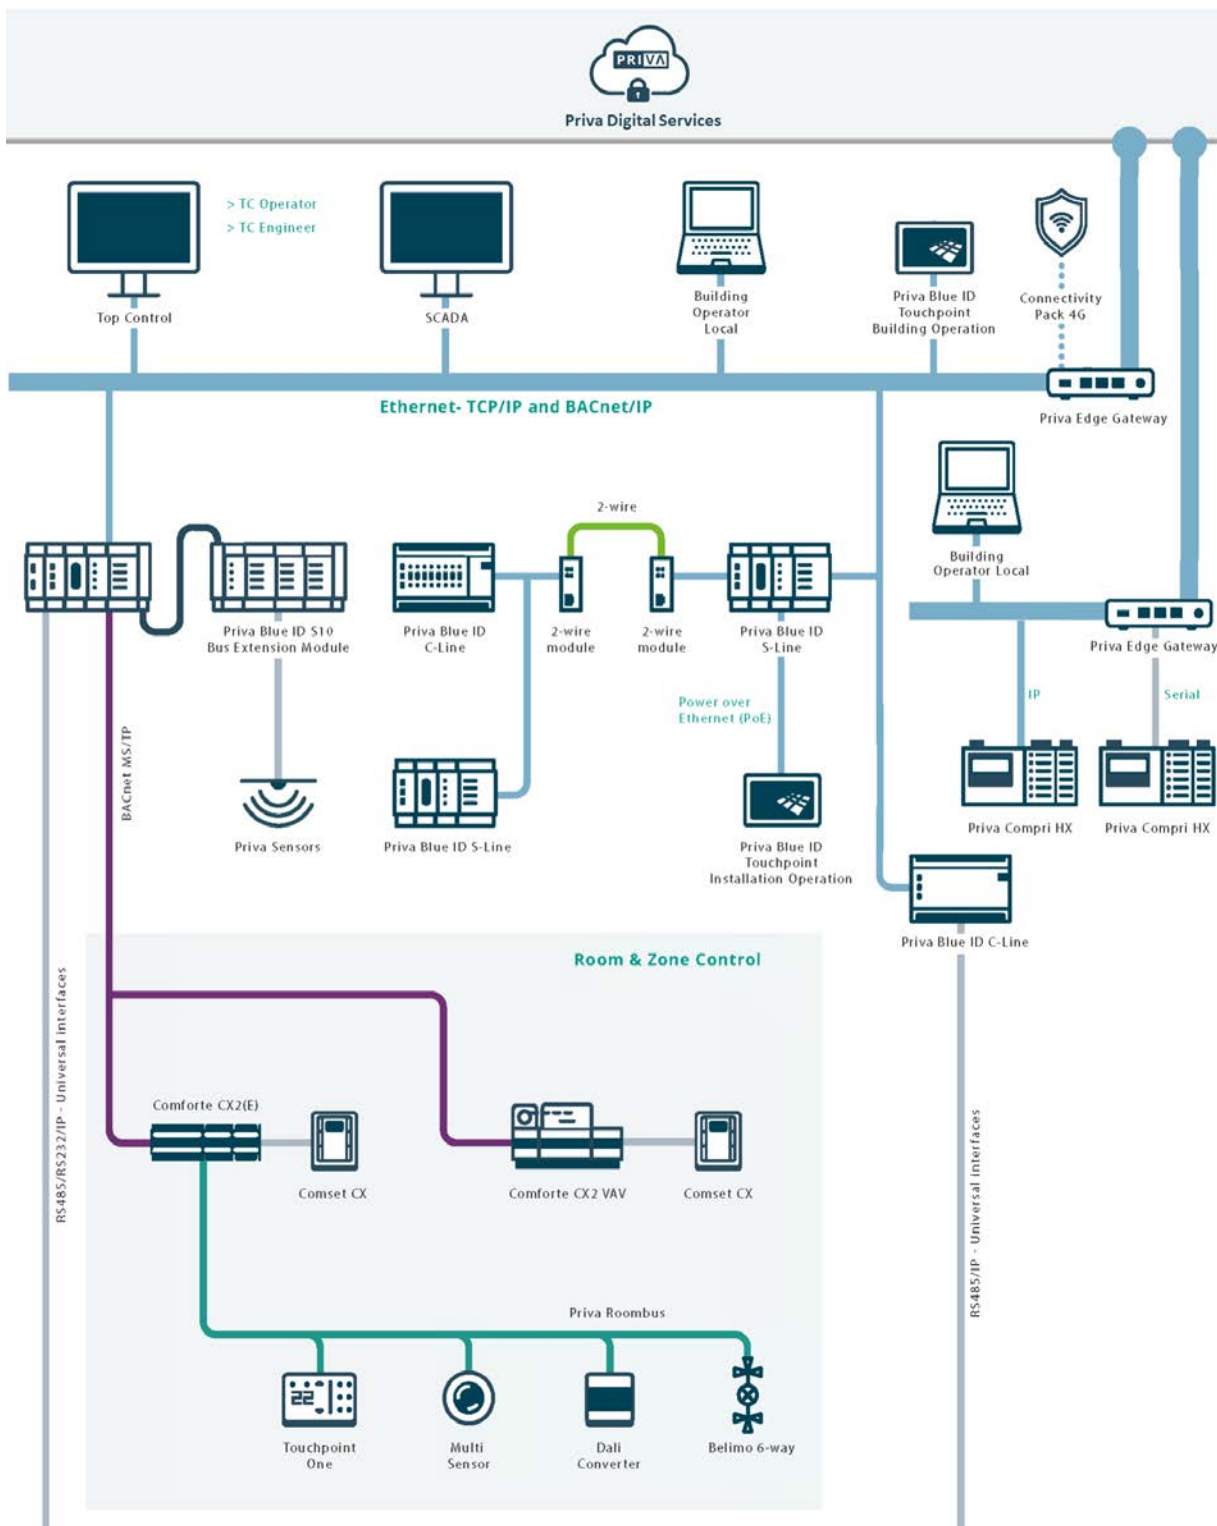 PRIVA
Priva Digital Services
> TC Operator
> TC Engineer
Top Control
SCADA
Building
Operator
Local
Priva Blue ID
Touchpoint
Building Operation
Connectivity
Pack 4G
Ethernet- TCP/IP and BACnet/IP
Priva Edge Gateway
2-wire
Building
Operator Local
Priva Blue ID S10
Bus Extension Module
Priva Blue ID
C-Line
2-wire
module
2-wire
module
Priva Blue ID
S-Line
Priva Edge Gateway
Power over
Ethernet (PoE)
IP
Serial
BACnet MS/TP
Priva Sensors
Priva Blue ID S-Line
Priva Blue ID
Touchpoint
Installation Operation
Priva Compri HX
Priva Compri HX
Priva Blue ID C-Line
Room & Zone Control
RS485/RS232/IP - Universal interfaces
Comforte CX2(E)
Comset CX
Comforte CX2 VAV
Comset CX
RS485/IP - Universal interfaces
Priva Roombus
22
Touchpoint
One
Multi
Sensor
Dali
Converter
Belimo 6-way